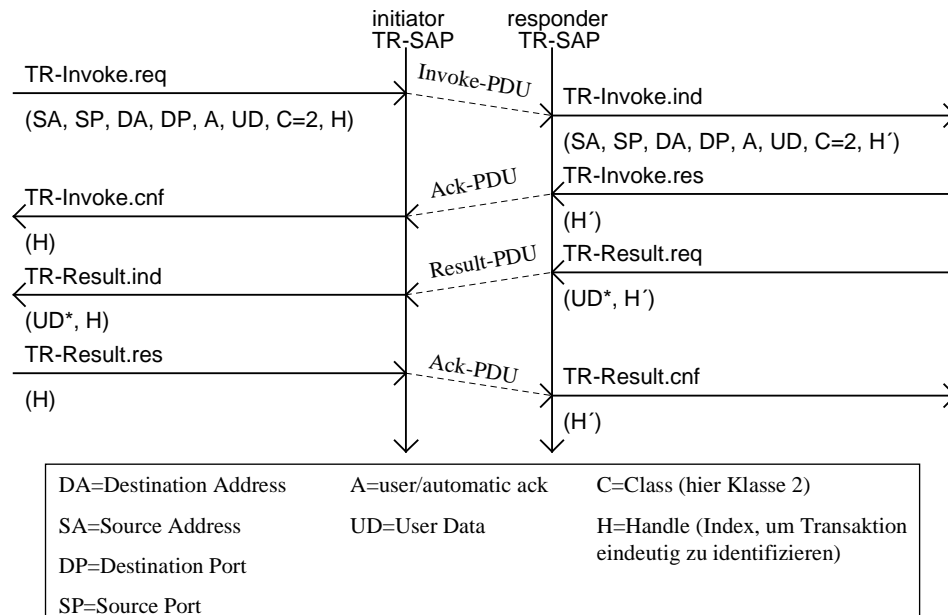 initiator
TR-SAP
responder
TR-SAP
TR-Invoke.req
Invoke-PDU
TR-Invoke.ind
(SA, SP, DA, DP, A, UD, C=2, H)
(SA, SP, DA, DP, A, UD, C=2, H´)
TR-Invoke.cnf
Ack-PDU
TR-Invoke.res
(H)
(H´)
TR-Result.ind
Result-PDU
TR-Result.req
(UD*, H)
(UD*, H´)
TR-Result.res
Ack-PDU
TR-Result.cnf
(H)
(H´)
DA=Destination Address
A=user/automatic ack
C=Class (hier Klasse 2)
SA=Source Address
UD=User Data
H=Handle (Index, um Transaktion
eindeutig zu identifizieren)
DP=Destination Port
SP=Source Port